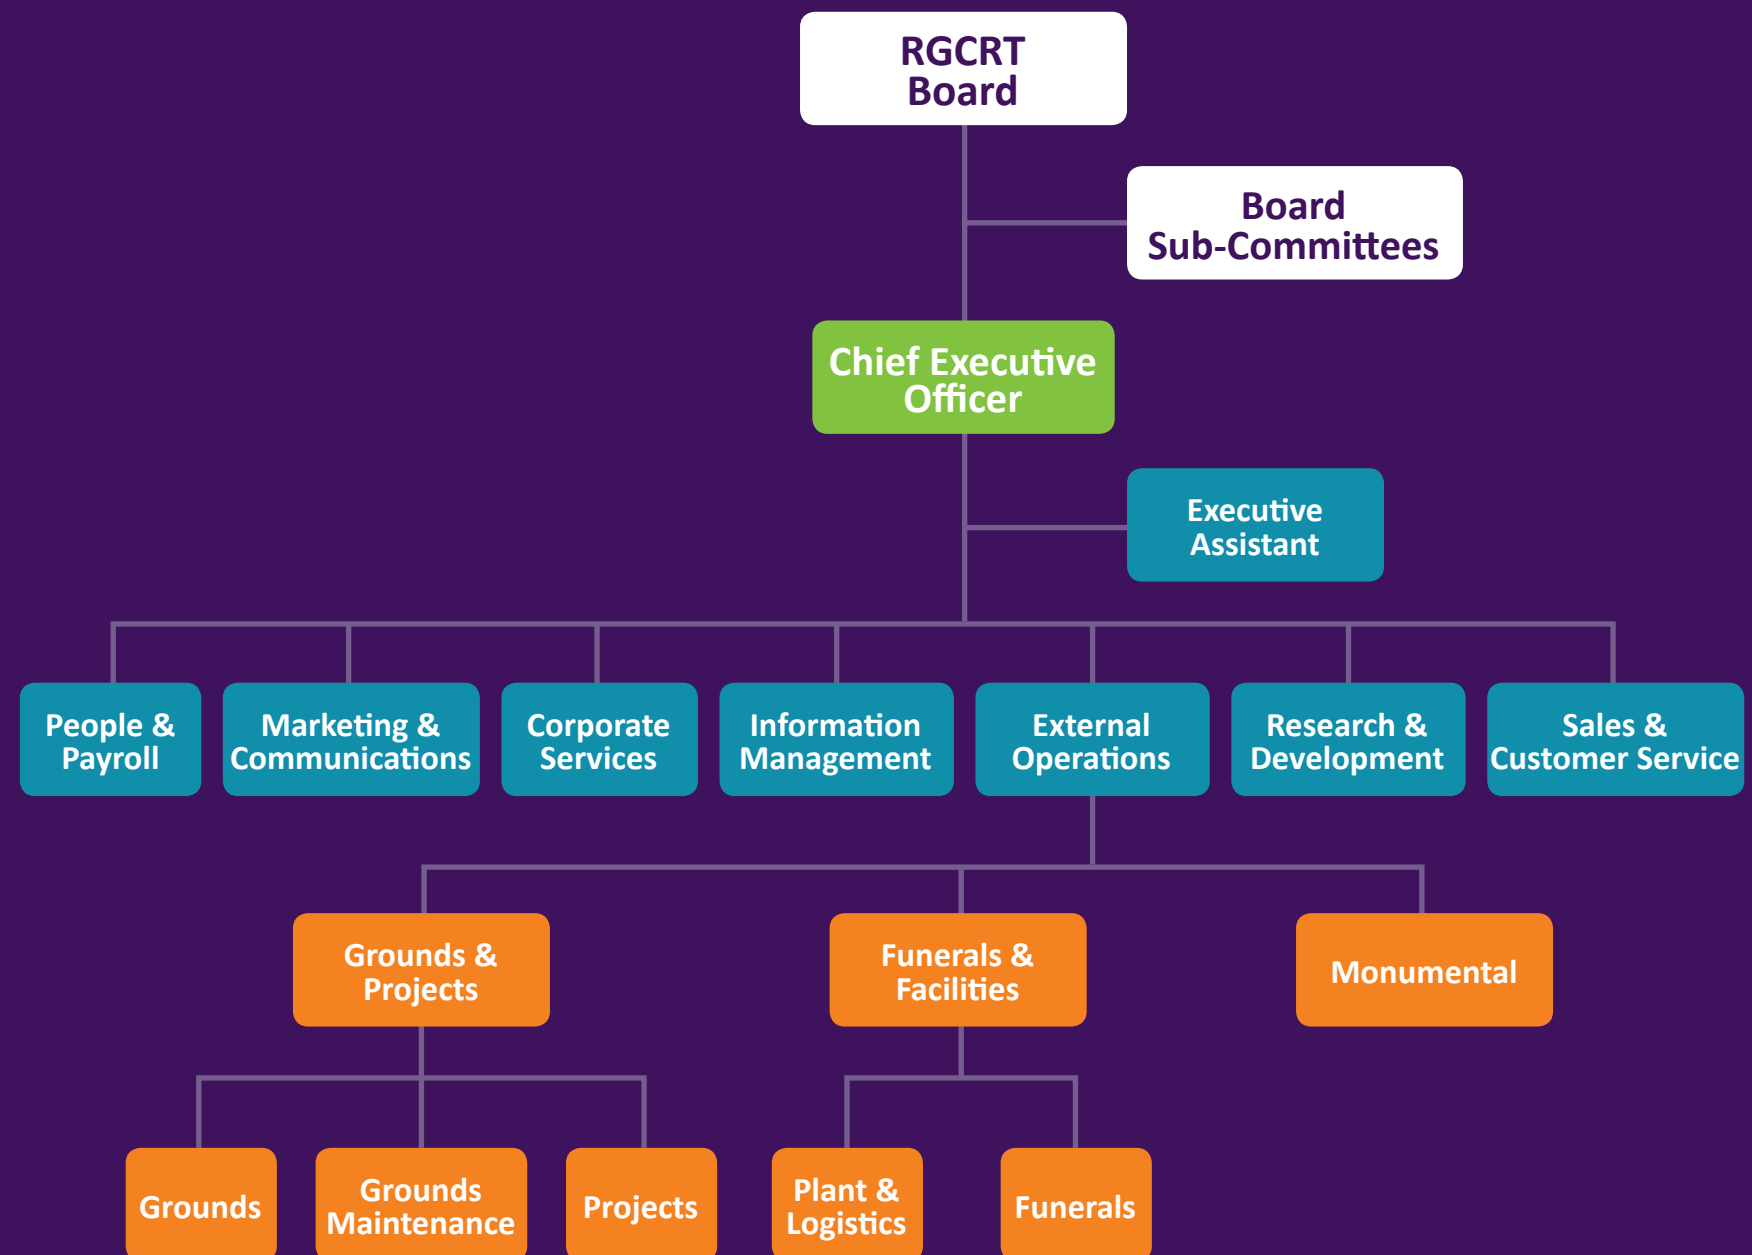 RGCRT
Board
Board
Sub-Committees
Chief Executive
Officer
Executive
Assistant
People &
Payroll
Marketing &
Communications
Corporate
Services
Information
Management
External
Operations
Research &
Development
Sales &
Customer Service
Grounds &
Projects
Funerals &
Facilities
Monumental
Grounds
Grounds
Maintenance
Projects
Plant &
Logistics
Funerals